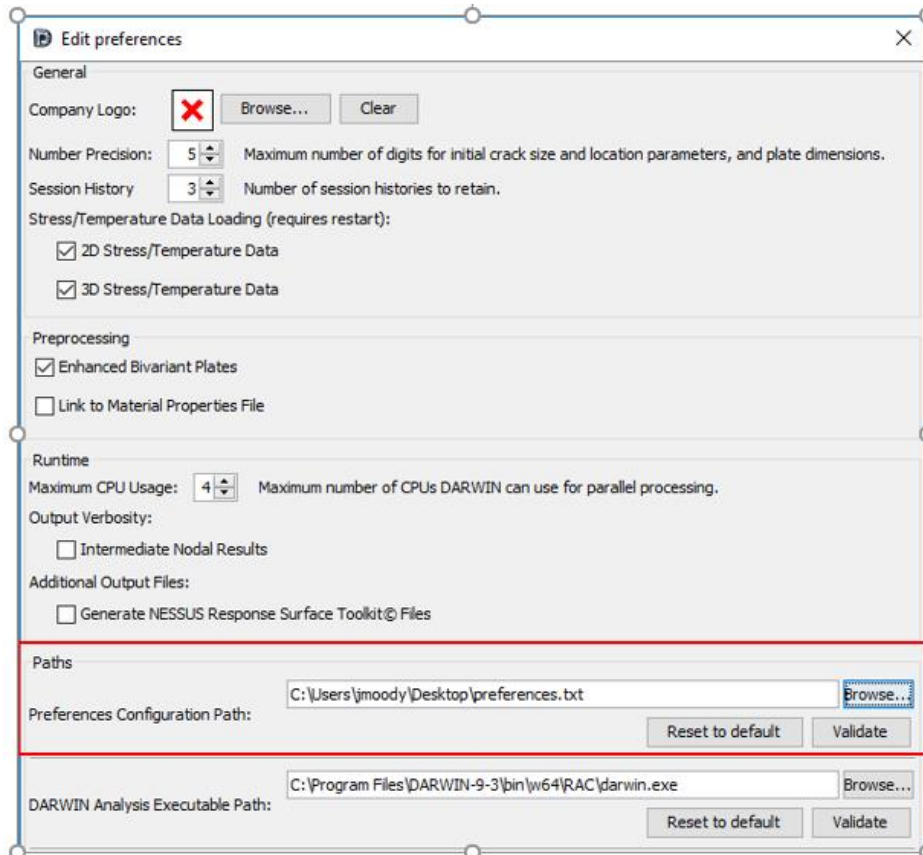 Edit preferences
General
Company Logo: Browse... Clear
Number Precision: 5 Maximum number of digits for initial crack size and location parameters, and plate dimensions.
Session History 3 Number of session histories to retain.
Stress/Temperature Data Loading (requires restart):
2D Stress/Temperature Data
3D Stress/Temperature Data
Preprocessing
Enhanced Bivariant Plates
Link to Material Properties File
Runtime
Maximum CPU Usage: 4 Maximum number of CPUs DARWIN can use for parallel processing.
Output Verbosity:
Intermediate Nodal Results
Additional Output Files:
Generate NESSUS Response Surface Toolkit© Files
Paths
C:\Users\jmoody\Desktop\preferences.txt Browse...
Preferences Configuration Path:
Reset to default Validate
C:\Program Files\DARWIN-9-3\bin\w64\RAC\darwin.exe Browse...
DARWIN Analysis Executable Path:
Reset to default Validate